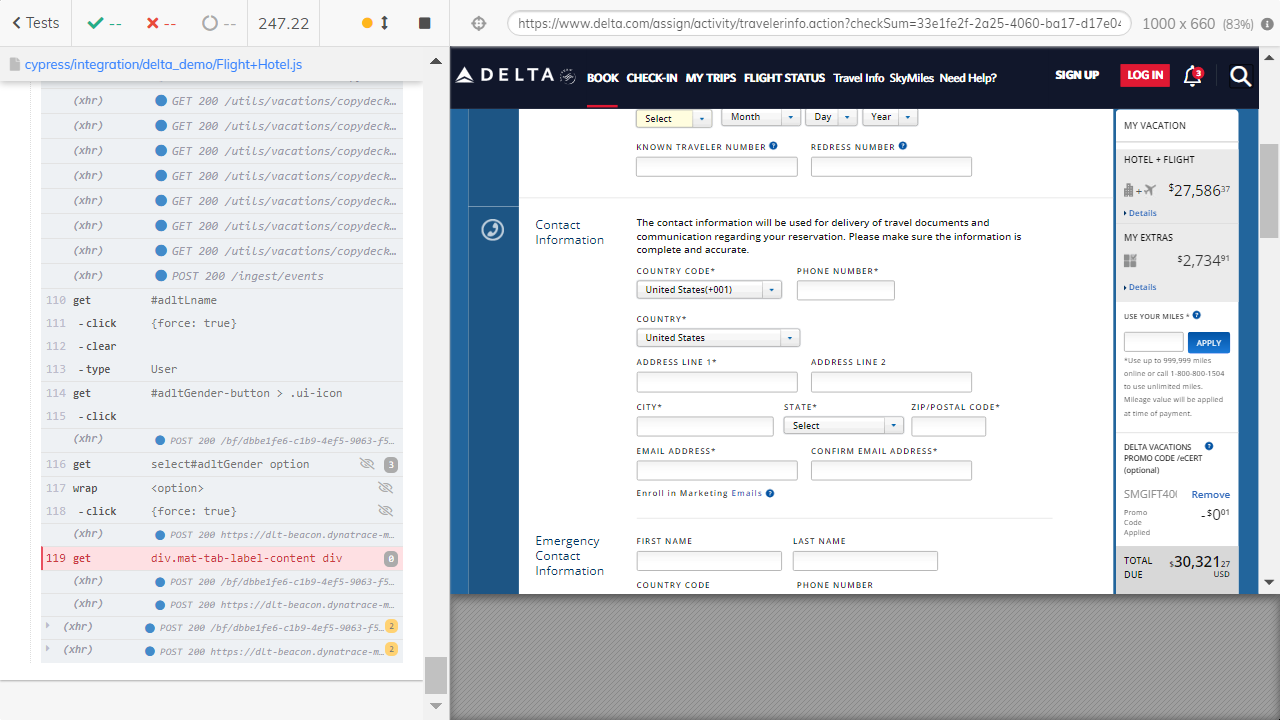 Tests
--
--
--
247.22
https://www.delta.com/assign/activity/travelerinfo.action?checkSum=33e1fe2f-2a25-4060-ba17-d17e0
1000 x 660 (83%)
cypress/integration/delta_demo/Flight+Hotel.js
(xhr) GET 200 /utils/vacations/copydeck...
(xhr) GET 200 /utils/vacations/copydeck...
(xhr) GET 200 /utils/vacations/copydeck...
(xhr) GET 200 /utils/vacations/copydeck...
(xhr) GET 200 /utils/vacations/copydeck...
(xhr) GET 200 /utils/vacations/copydeck...
(xhr) GET 200 /utils/vacations/copydeck...
(xhr) POST 200 /ingest/events
110 get #adltLname
111 -click {force: true}
112 -clear
113 -type User
114 get #adltGender-button > .ui-icon
115 -click
(xhr) POST 200 /bf/dbbe1fe6-c1b9-4ef5-9063-f5...
116 get select#adltGender option 3
117 wrap <option>
118 -click {force: true}
(xhr) POST 200 https://dlt-beacon.dynatrace-m...
119 get div.mat-tab-label-content div 0
(xhr) POST 200 /bf/dbbe1fe6-c1b9-4ef5-9063-f5...
(xhr) POST 200 https://dlt-beacon.dynatrace-m...
(xhr) POST 200 /bf/dbbe1fe6-c1b9-4ef5-9063-f5... 2
(xhr) POST 200 https://dlt-beacon.dynatrace-m... 2
DELTA
BOOK CHECK-IN MY TRIPS FLIGHT STATUS Travel Info SkyMiles Need Help?
SIGN UP LOG IN 3
Select Month Day Year
KNOWN TRAVELER NUMBER ? REDRESS NUMBER ?
Contact Information
The contact information will be used for delivery of travel documents and
communication regarding your reservation. Please make sure the information is
complete and accurate.
COUNTRY CODE* PHONE NUMBER*
United States(+001)
COUNTRY*
United States
ADDRESS LINE 1* ADDRESS LINE 2
CITY* STATE* ZIP/POSTAL CODE*
Select
EMAIL ADDRESS* CONFIRM EMAIL ADDRESS*
Enroll in Marketing Emails ?
Emergency
Contact
Information
FIRST NAME LAST NAME
COUNTRY CODE PHONE NUMBER
MY VACATION
HOTEL + FLIGHT
+ $27,586 37
Details
MY EXTRAS
$2,734 91
Details
USE YOUR MILES * ?
APPLY
*Use up to 999,999 miles
online or call 1-800-800-1504
to use unlimited miles.
Mileage value will be applied
at time of payment.
DELTA VACATIONS ?
PROMO CODE /eCERT
(optional)
SMGIFT40 Remove
Promo
Code
Applied
-$0 01
TOTAL
DUE
$30,321 27
USD